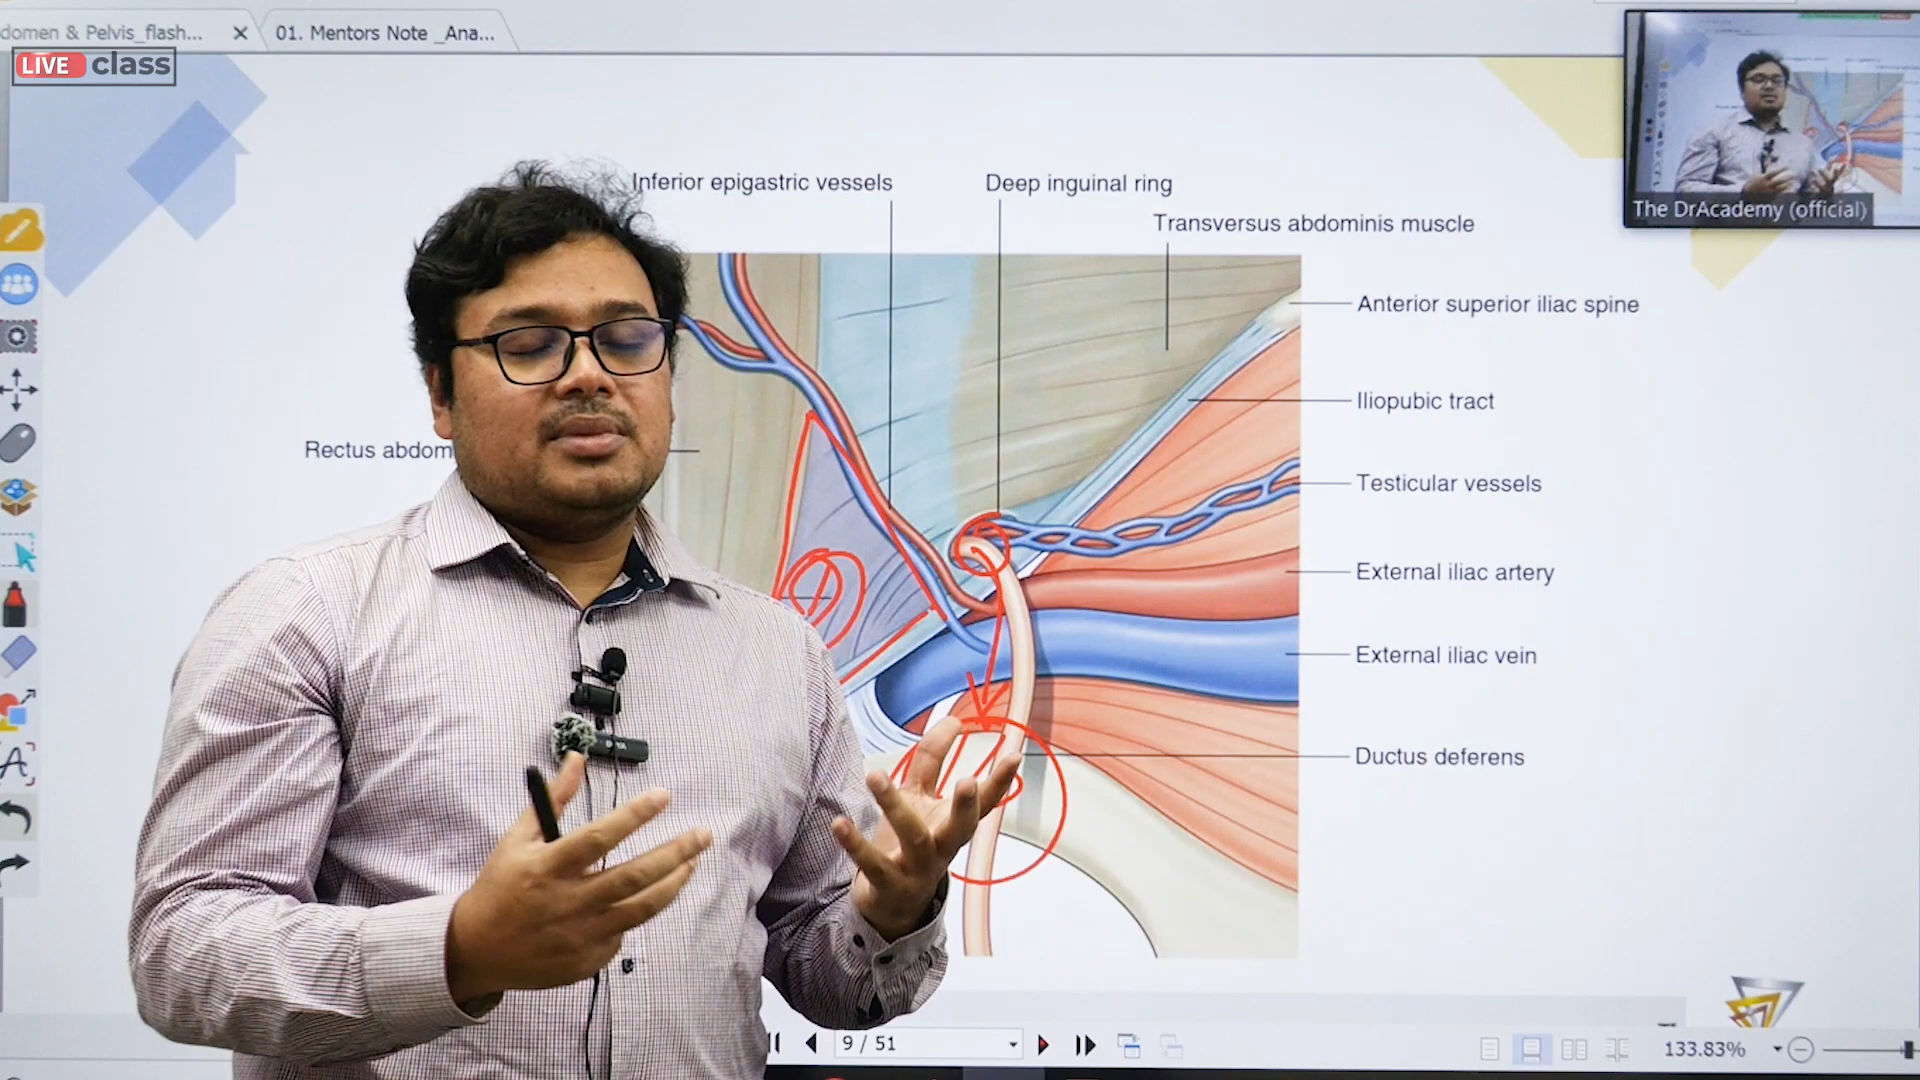 domen & Pelvis_flash...
01. Mentors Note _Ana...
LIVE class
The DrAcademy (official)
Inferior epigastric vessels
Deep inguinal ring
Transversus abdominis muscle
Anterior superior iliac spine
Iliopubic tract
Rectus abdom
Testicular vessels
External iliac artery
External iliac vein
Ductus deferens
9 / 51
133.83%